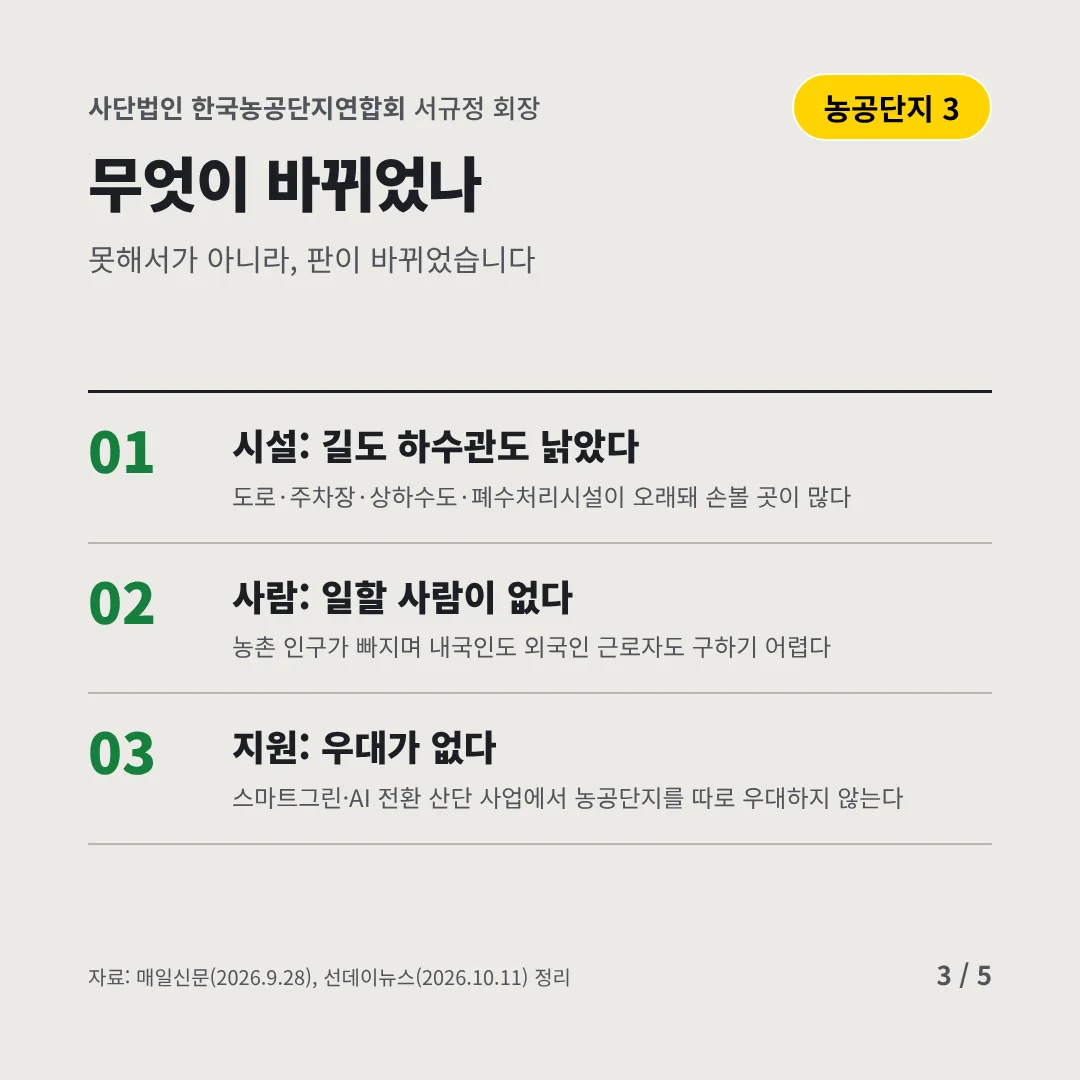 사단법인 한국농공단지연합회 서규정 회장
농공단지 3
무엇이 바뀌었나
못해서가 아니라, 판이 바뀌었습니다
01
시설: 길도 하수관도 낡았다
도로·주차장·상하수도·폐수처리시설이 오래돼 손볼 곳이 많다
02
사람: 일할 사람이 없다
농촌 인구가 빠지며 내국인도 외국인 근로자도 구하기 어렵다
03
지원: 우대가 없다
스마트그린·AI 전환 산단 사업에서 농공단지를 따로 우대하지 않는다
자료: 매일신문(2026.9.28), 선데이뉴스(2026.10.11) 정리
3 / 5